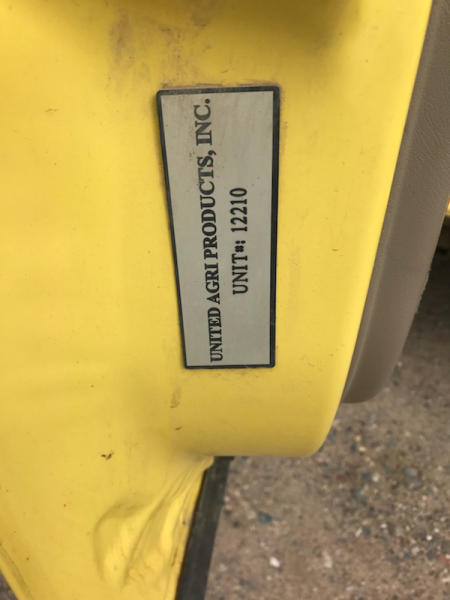 UNITED AGRI PRODUCTS, INC.
UNIT#: 12210